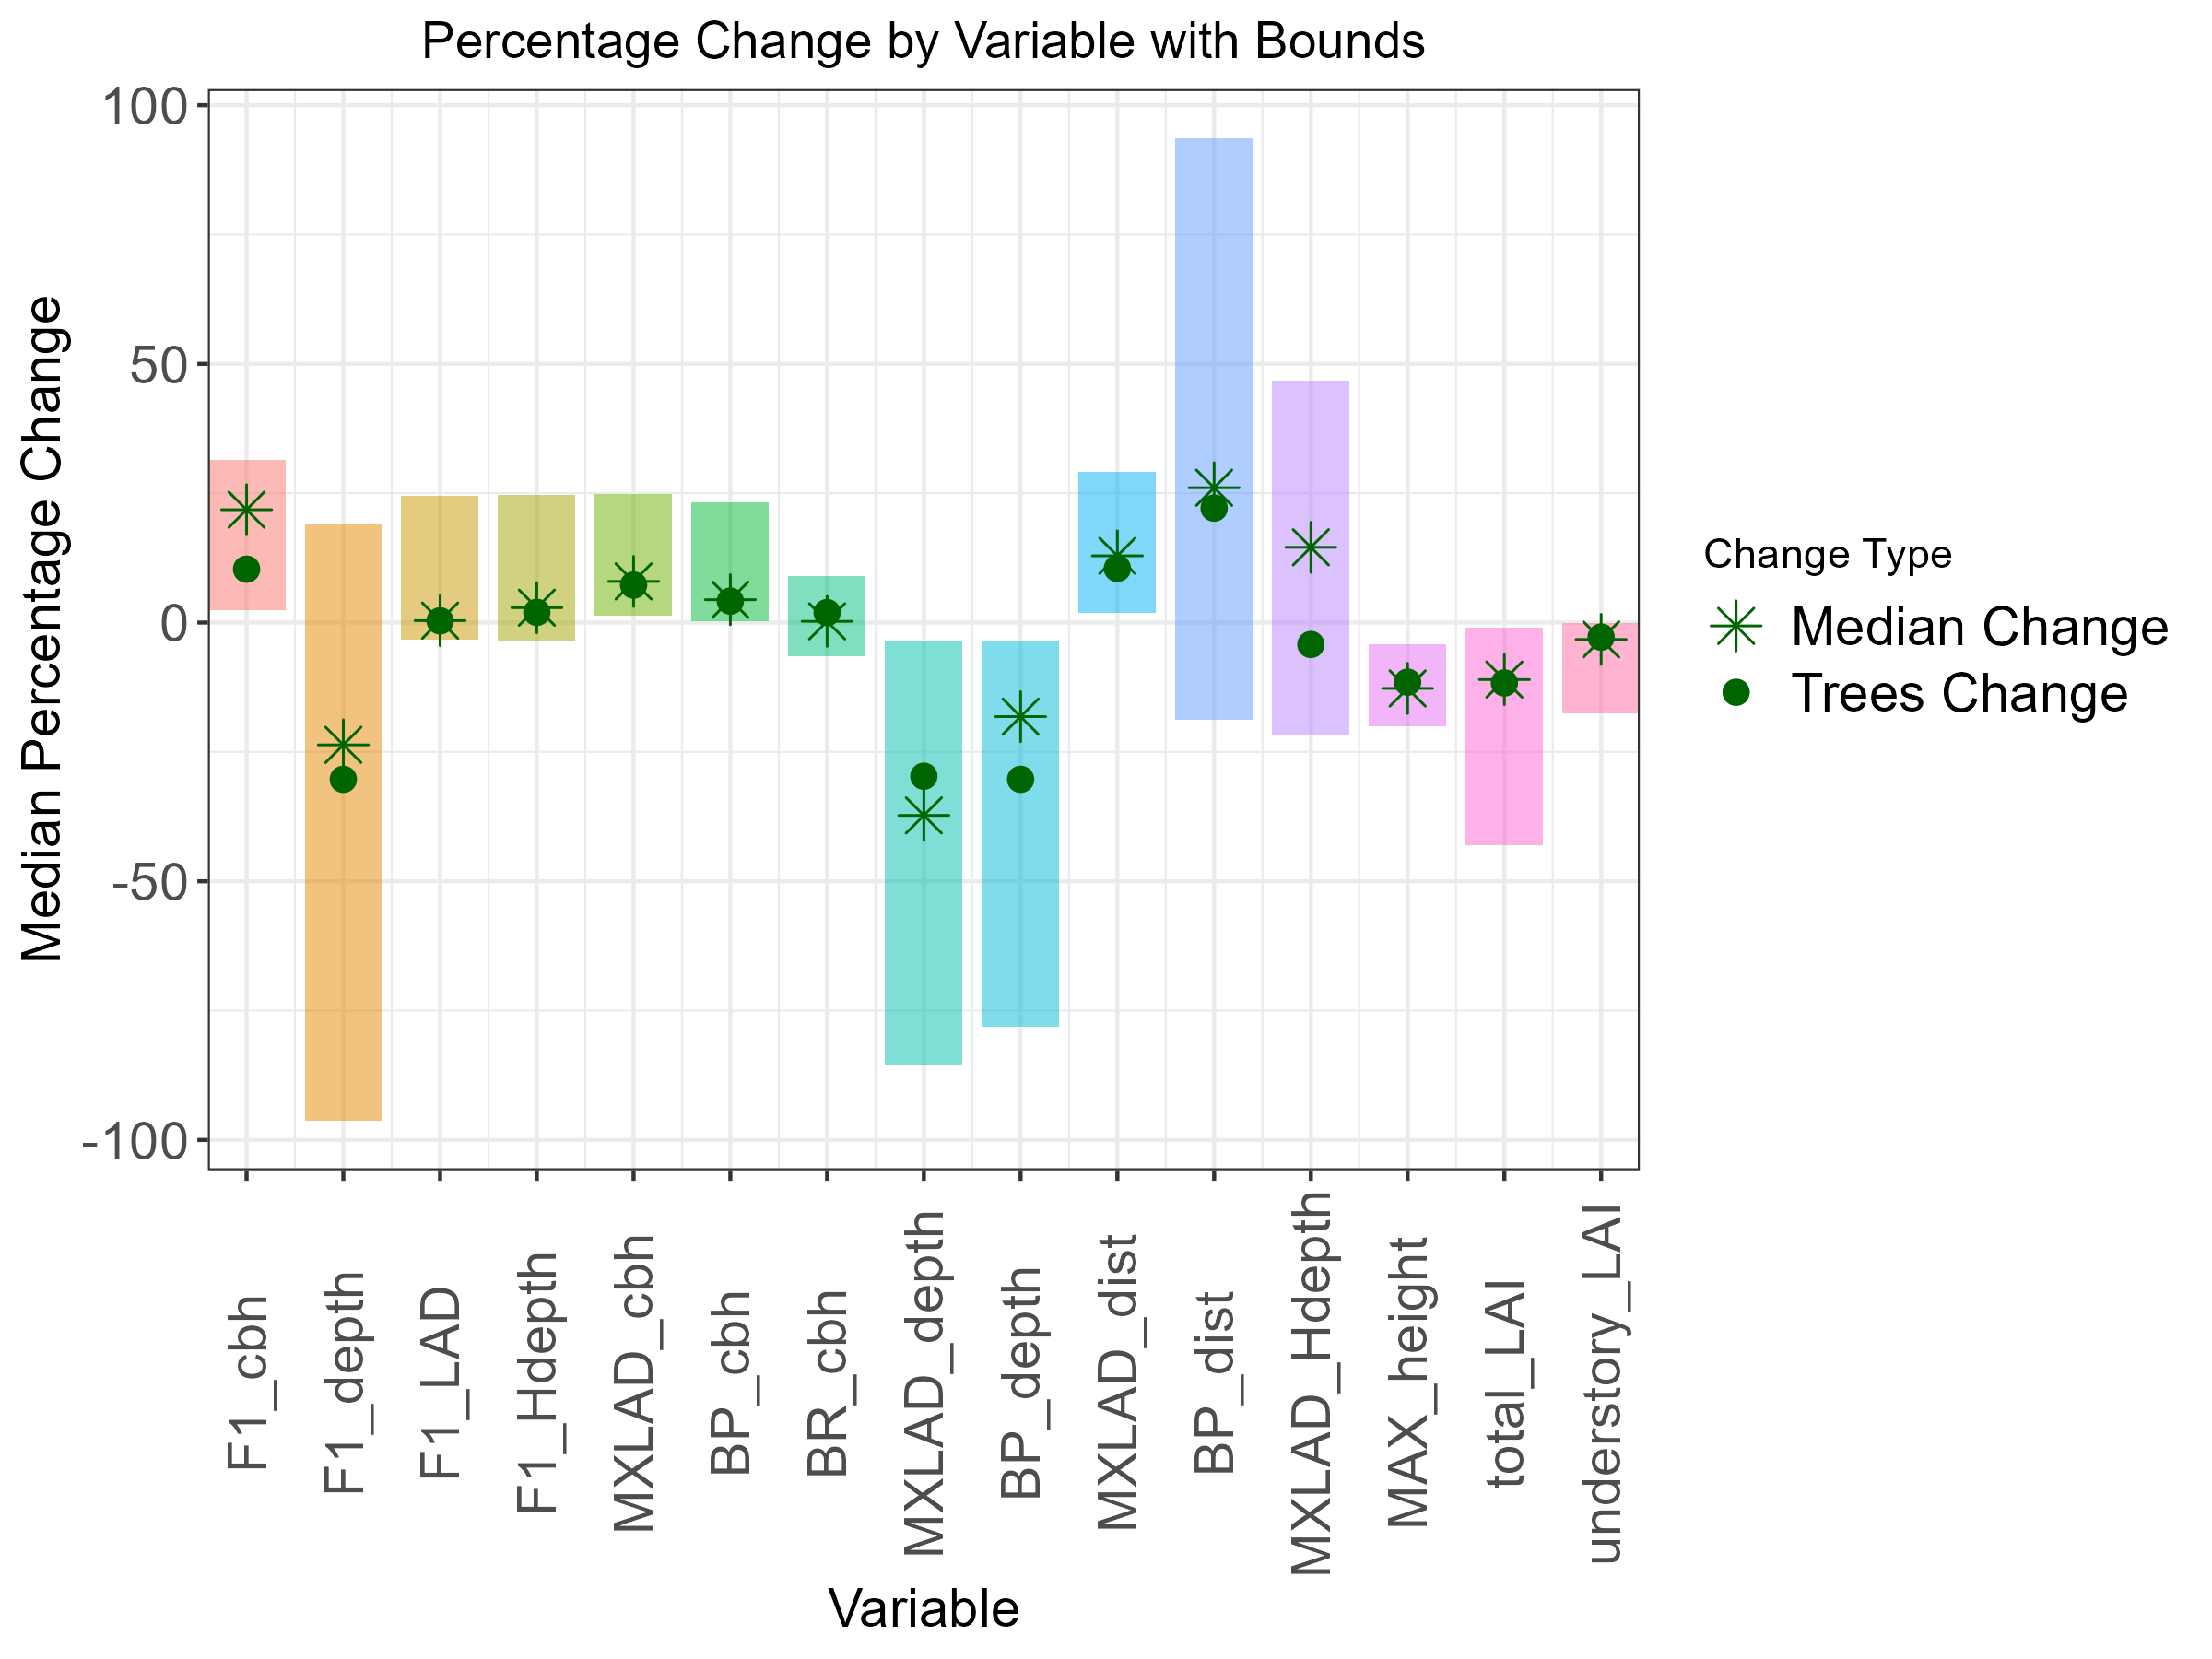 Percentage Change by Variable with Bounds
Median Percentage Change
100
50
0
-50
-100
F1_cbh
F1_depth
F1_LAD
F1_Hdepth
MXLAD_cbh
BP_cbh
BR_cbh
MXLAD_depth
BP_depth
MXLAD_dist
BP_dist
MXLAD_Hdepth
MAX_height
total_LAI
understory_LAI
Variable
Change Type
Median Change
Trees Change